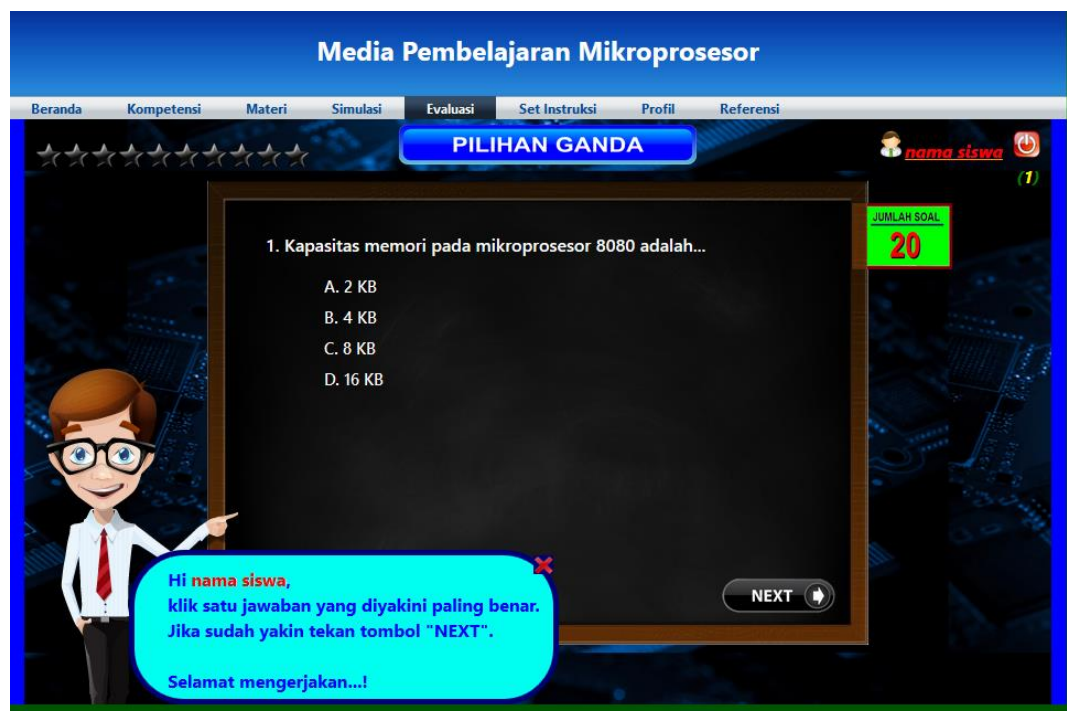 Media Pembelajaran Mikroprosesor
Beranda Kompetensi Materi Simulasi Evaluasi Set Instruksi Profil Referensi
PILIHAN GANDA
nama siswa
(1)
JUMLAH SOAL
20
1. Kapasitas memori pada mikroprosesor 8080 adalah...
A. 2 KB
B. 4 KB
C. 8 KB
D. 16 KB
NEXT
Hi nama siswa,
klik satu jawaban yang diyakini paling benar.
Jika sudah yakin tekan tombol "NEXT".
Selamat mengerjakan...!